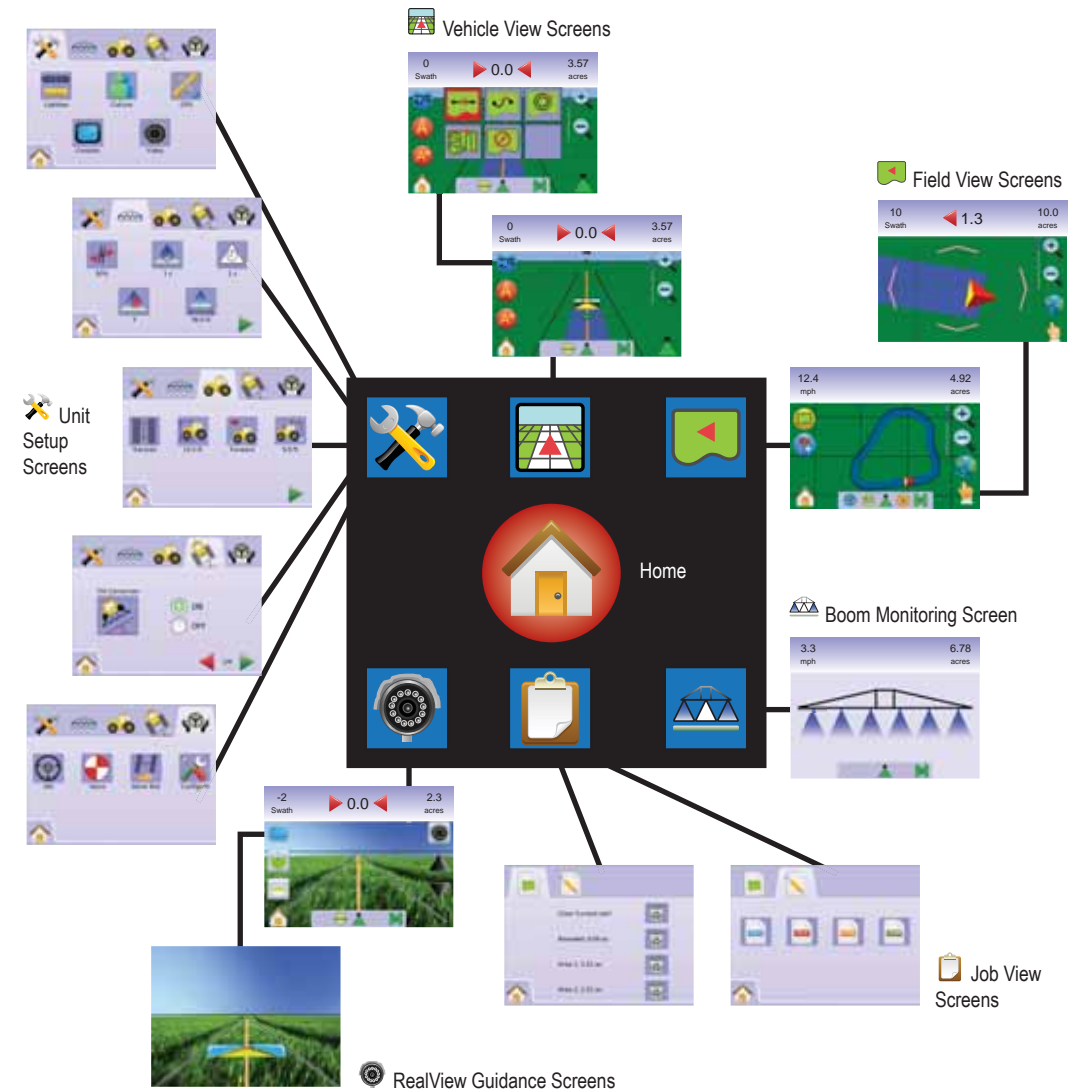 Vehicle View Screens
0
Swath
0.0
3.57
acres
Field View Screens
10
Swath
1.3
10.0
acres
0
Swath
0.0
3.57
acres
12.4
mph
4.92
acres
Unit
Setup
Screens
Home
ON
OFF
Boom Monitoring Screen
3.3
mph
6.78
acres
-2
Swath
0.0
2.3
acres
Job View
Screens
RealView Guidance Screens